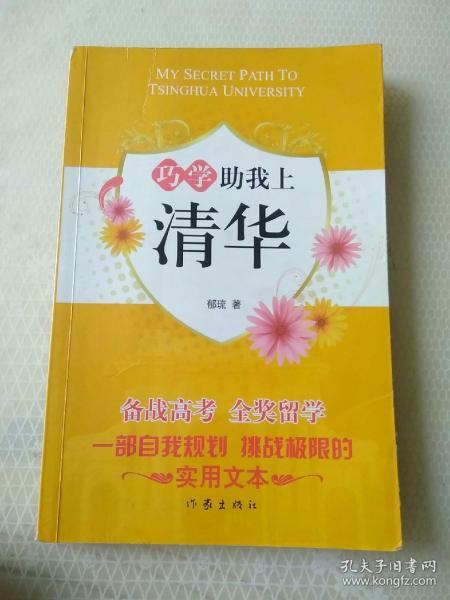 MY SECRET PATH TO
TSINGHUA UNIVERSITY
巧学助我上
清华
郁琉 著
备战高考 全奖留学
一部自我规划 挑战极限的
实用文本
作家出版社
孔夫子旧书网
www.kongfz.com